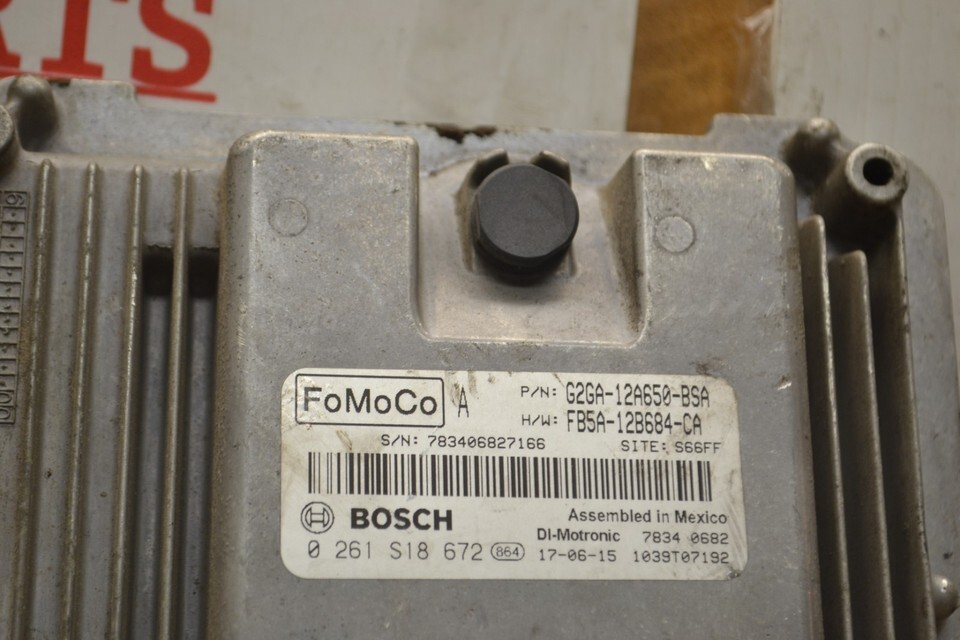 RTS
FoMoCo A P/N: G2GA-12A650-BSA
H/W: FB5A-12B684-CA
S/N: 783406827166 SITE: S66FF
BOSCH Assembled in Mexico
DI-Motronic 7834 0682
0 261 S18 672 864 17-06-15 1039T07192